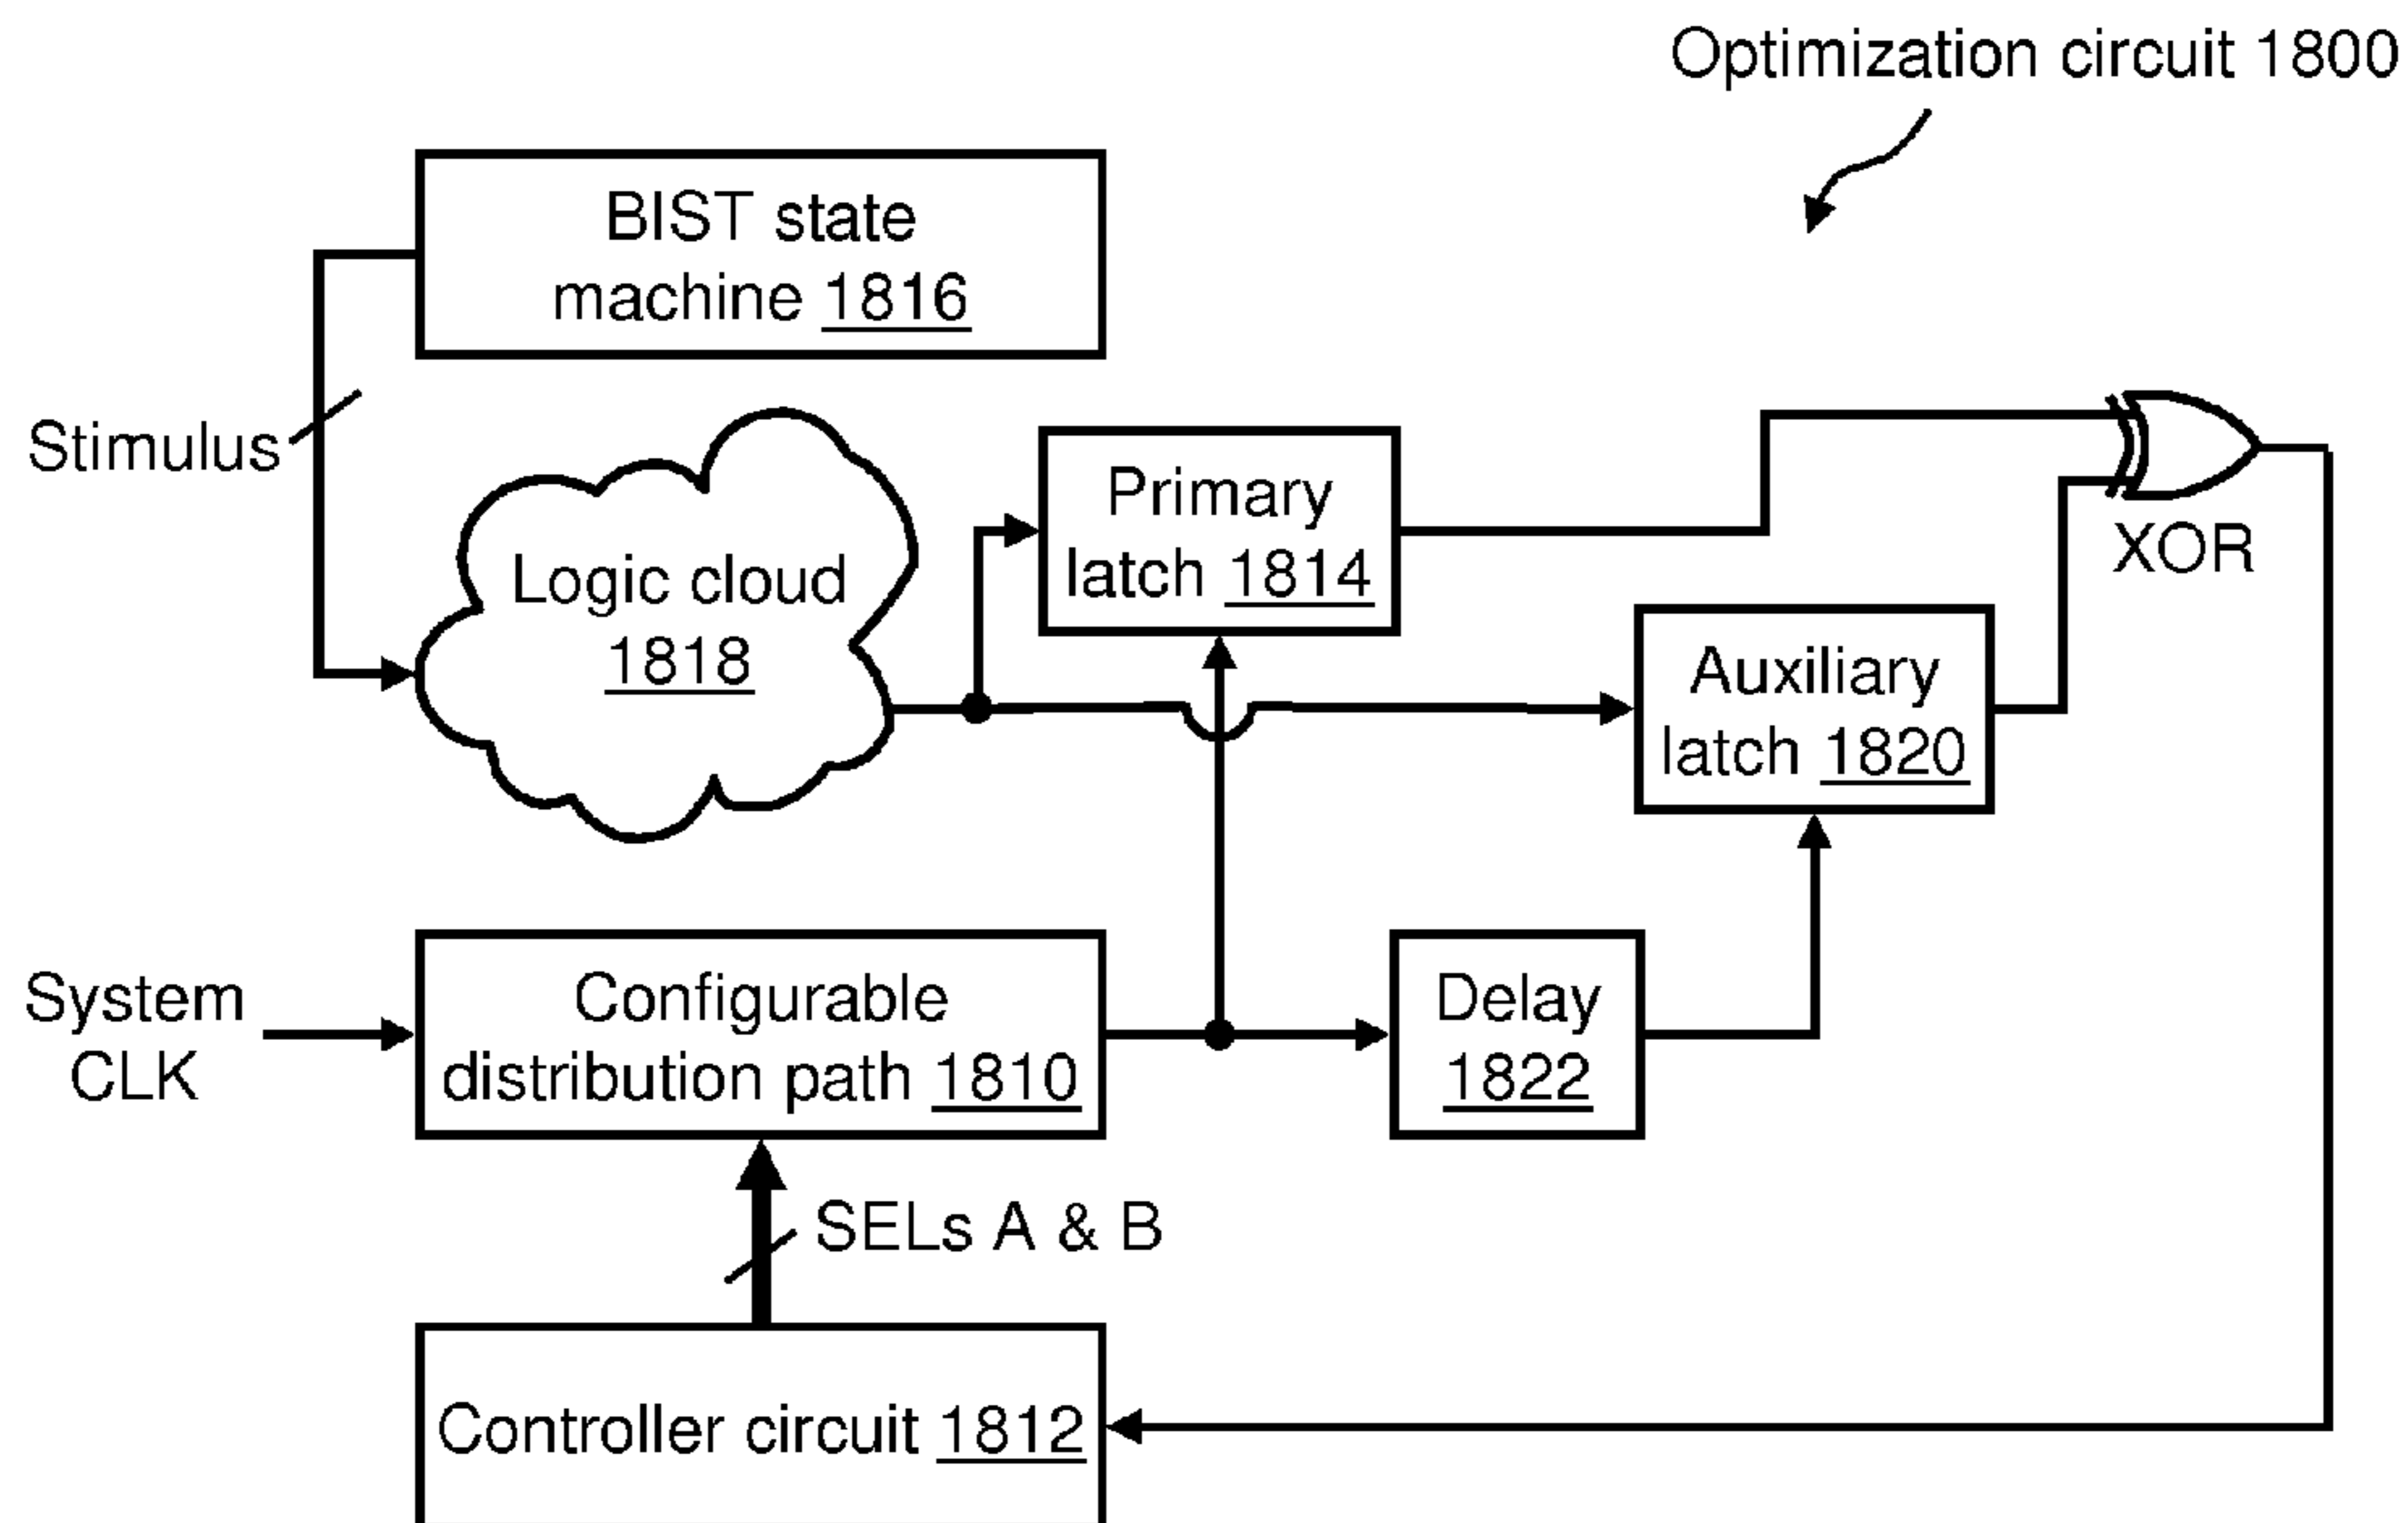 Optimization circuit 1800
BIST state
machine 1816
Stimulus
Logic cloud
1818
Primary
latch 1814
XOR
Auxiliary
latch 1820
System
CLK
Configurable
distribution path 1810
Delay
1822
SELs A & B
Controller circuit 1812